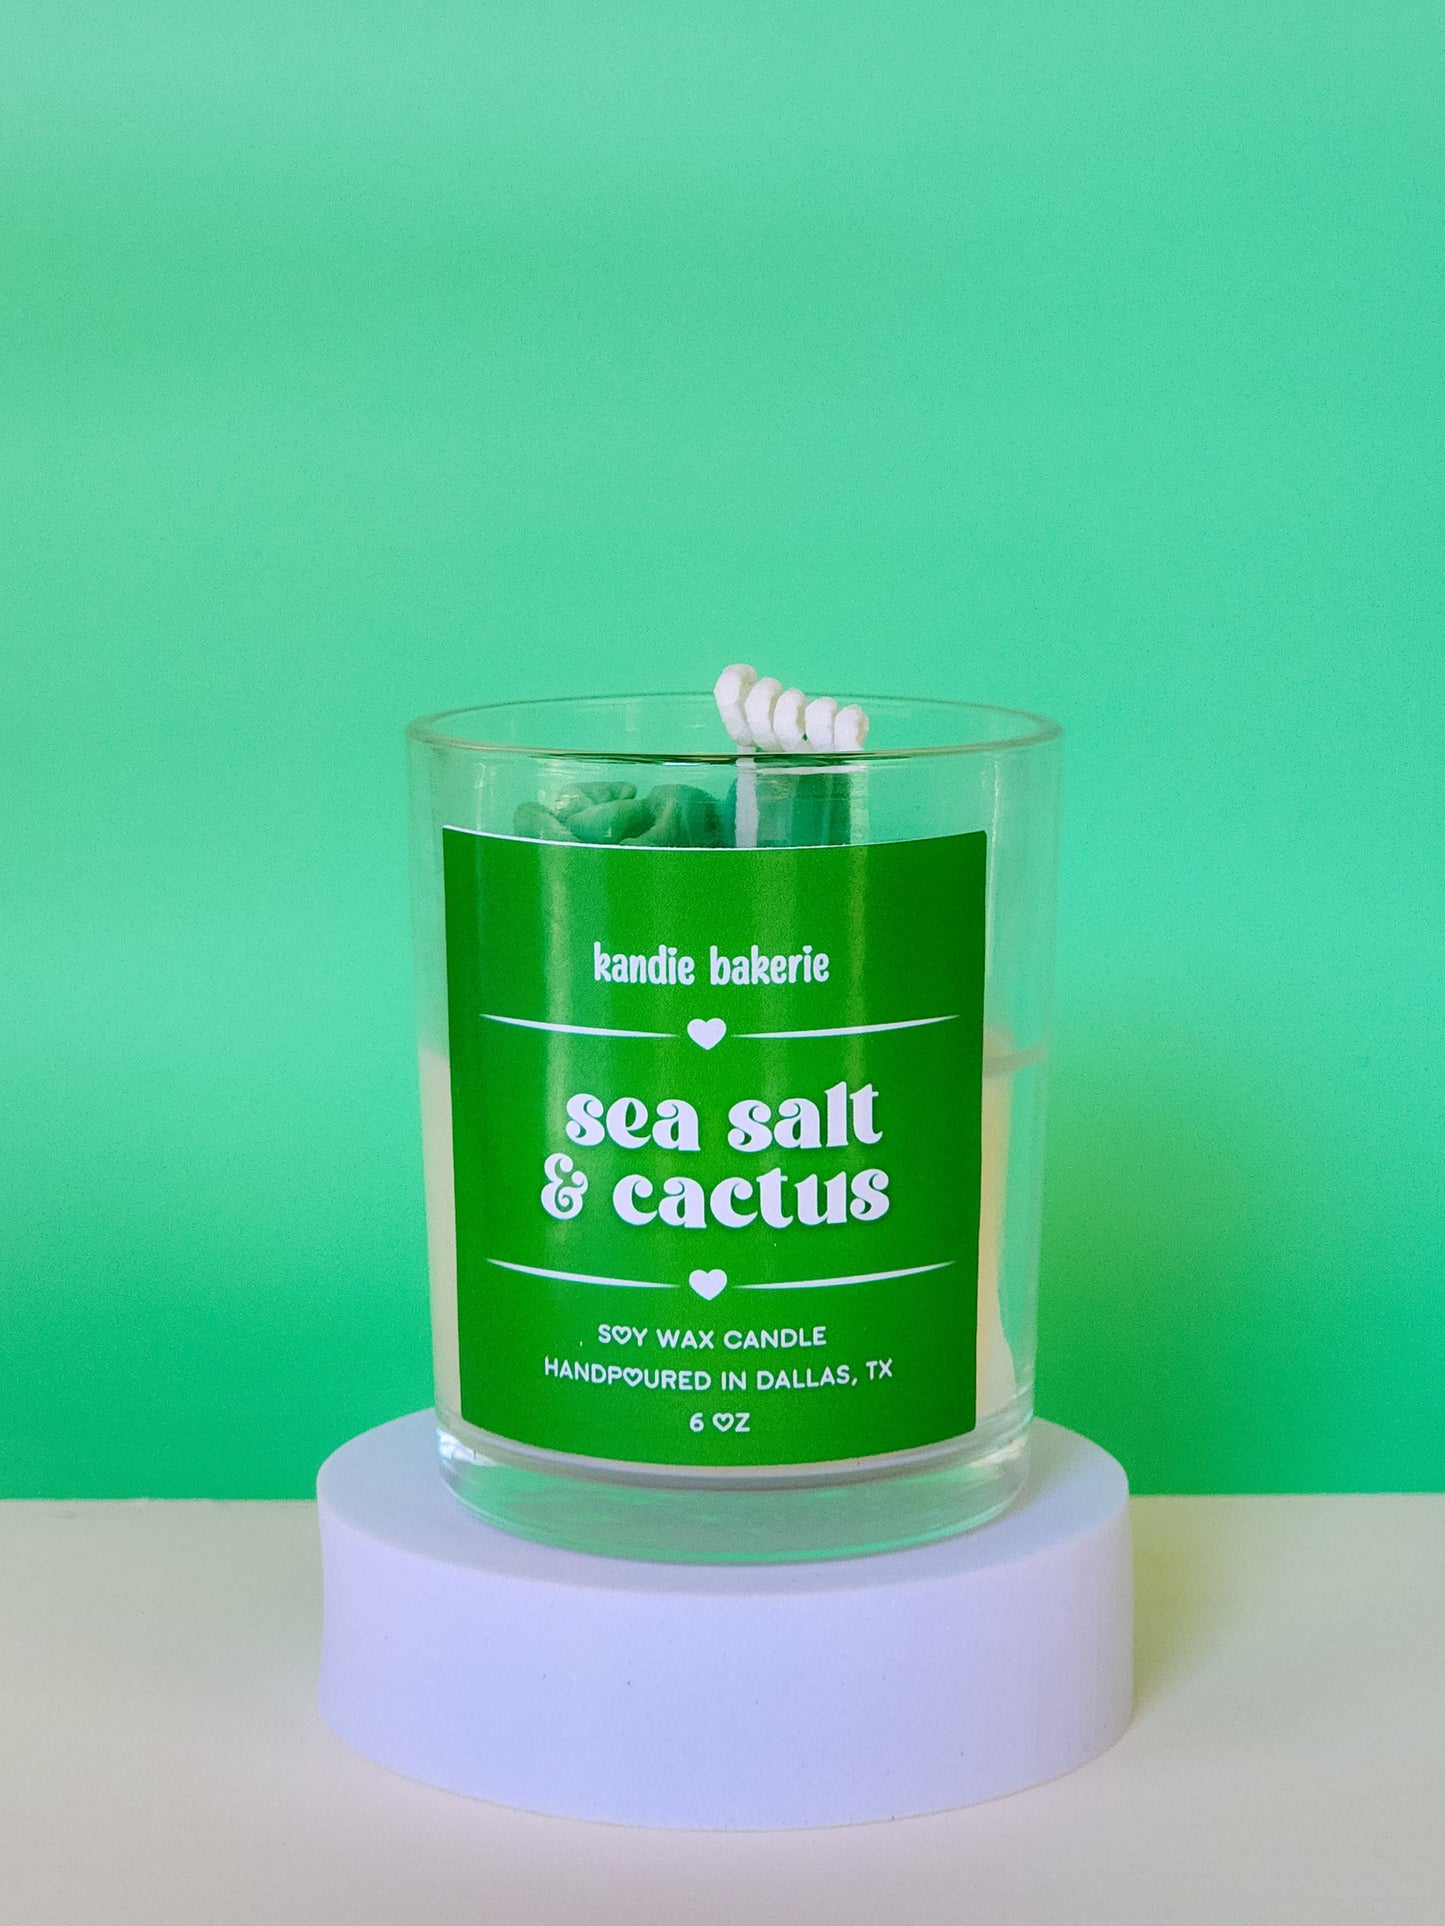 kandie bakerie
sea salt
& cactus
SOY WAX CANDLE
HANDPOURED IN DALLAS, TX
6 OZ